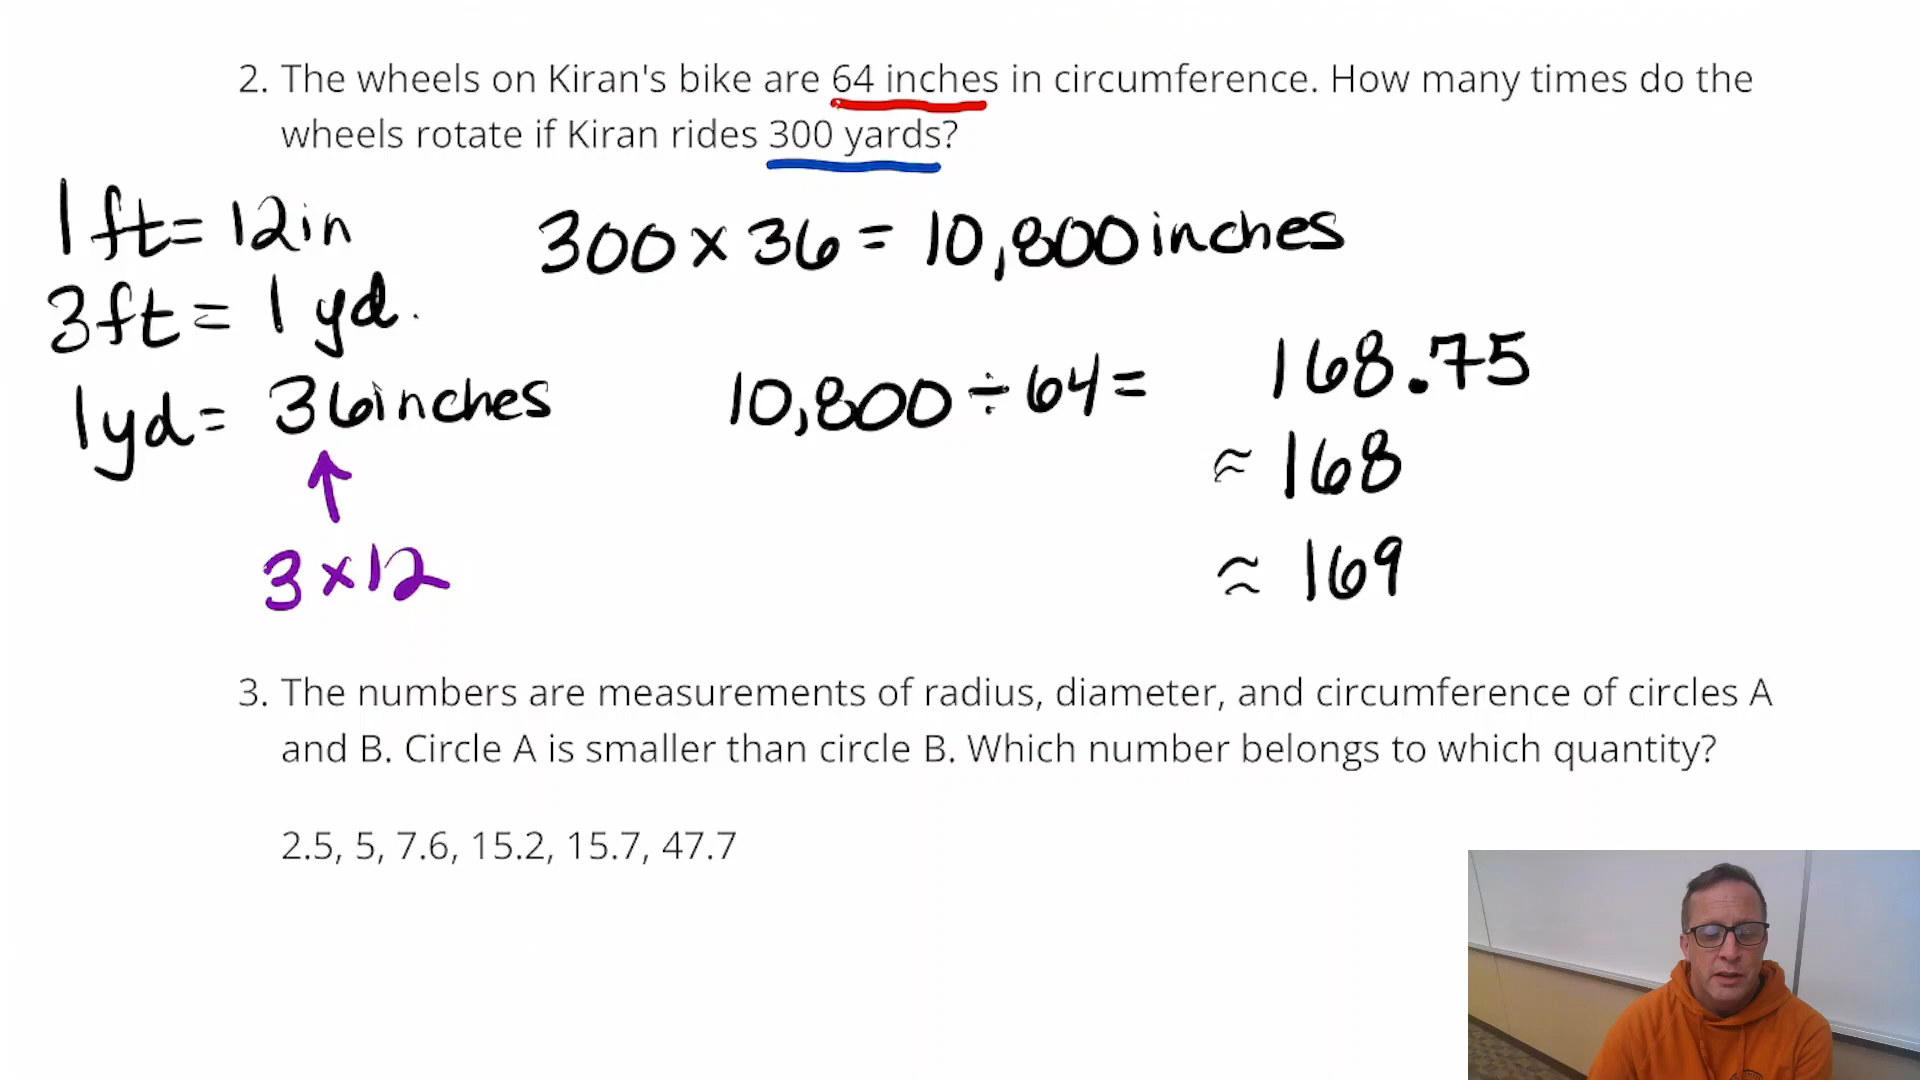 2. The wheels on Kiran's bike are 64 inches in circumference. How many times do the
wheels rotate if Kiran rides 300 yards?
1 ft = 12 in
3 ft = 1 yd.
1 yd = 36 inches
3 × 12
300 × 36 = 10,800 inches
10,800 ÷ 64 = 168.75
≈ 168
≈ 169
3. The numbers are measurements of radius, diameter, and circumference of circles A
and B. Circle A is smaller than circle B. Which number belongs to which quantity?
2.5, 5, 7.6, 15.2, 15.7, 47.7